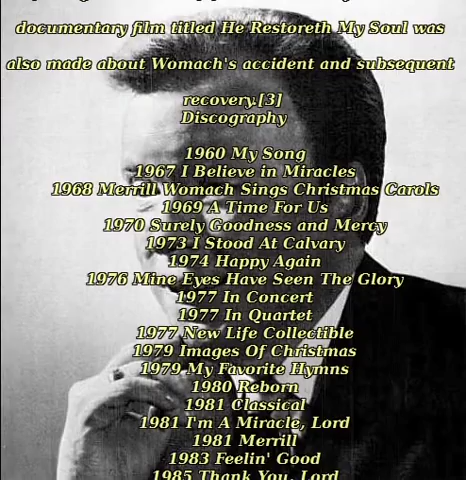 documentary film titled He Restoreth My Soul was
also made about Womach's accident and subsequent
recovery.[3]
Discography
1960 My Song
1967 I Believe in Miracles
1968 Merrill Womach Sings Christmas Carols
1969 A Time For Us
1970 Surely Goodness and Mercy
1973 I Stood At Calvary
1974 Happy Again
1976 Mine Eyes Have Seen The Glory
1977 In Concert
1977 In Quartet
1977 New Life Collectible
1979 Images Of Christmas
1979 My Favorite Hymns
1980 Reborn
1981 Classical
1981 I'm A Miracle, Lord
1981 Merrill
1983 Feelin' Good
1985 Thank You, Lord